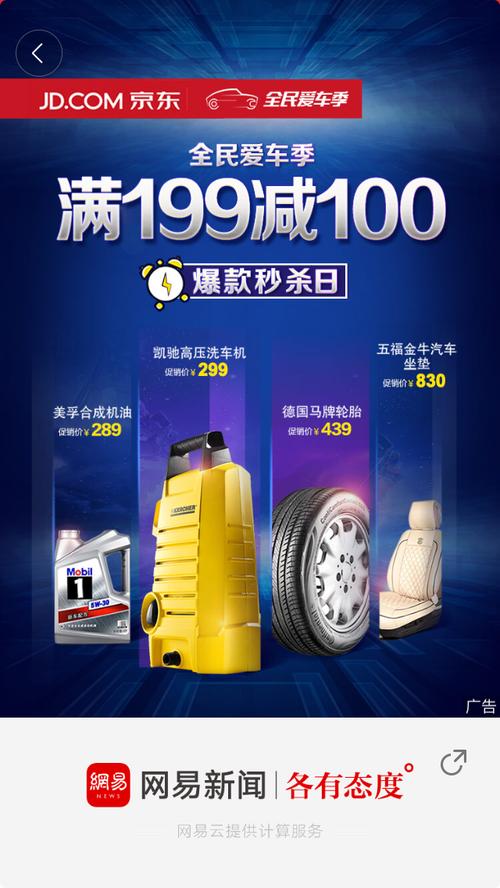 JD.COM 京东 全民爱车季
全民爱车季
满199减100
爆款秒杀日
凯驰高压洗车机
促销价¥299
五福金牛汽车
坐垫
促销价¥830
美孚合成机油
促销价¥289
德国马牌轮胎
促销价¥439
KARCHER
Mobil
1
5W-30
广告
網易 NEWS 网易新闻 各有态度
网易云提供计算服务